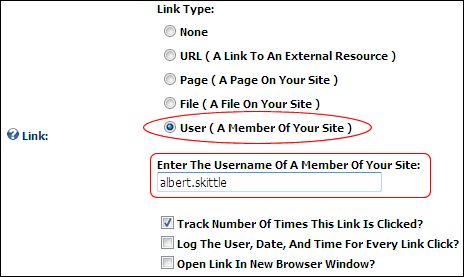 Link Type:
None
URL ( A Link To An External Resource )
Page ( A Page On Your Site )
File ( A File On Your Site )
User ( A Member Of Your Site )
Link:
Enter The Username Of A Member Of Your Site:
albert.skittle
Track Number Of Times This Link Is Clicked?
Log The User, Date, And Time For Every Link Click?
Open Link In New Browser Window?